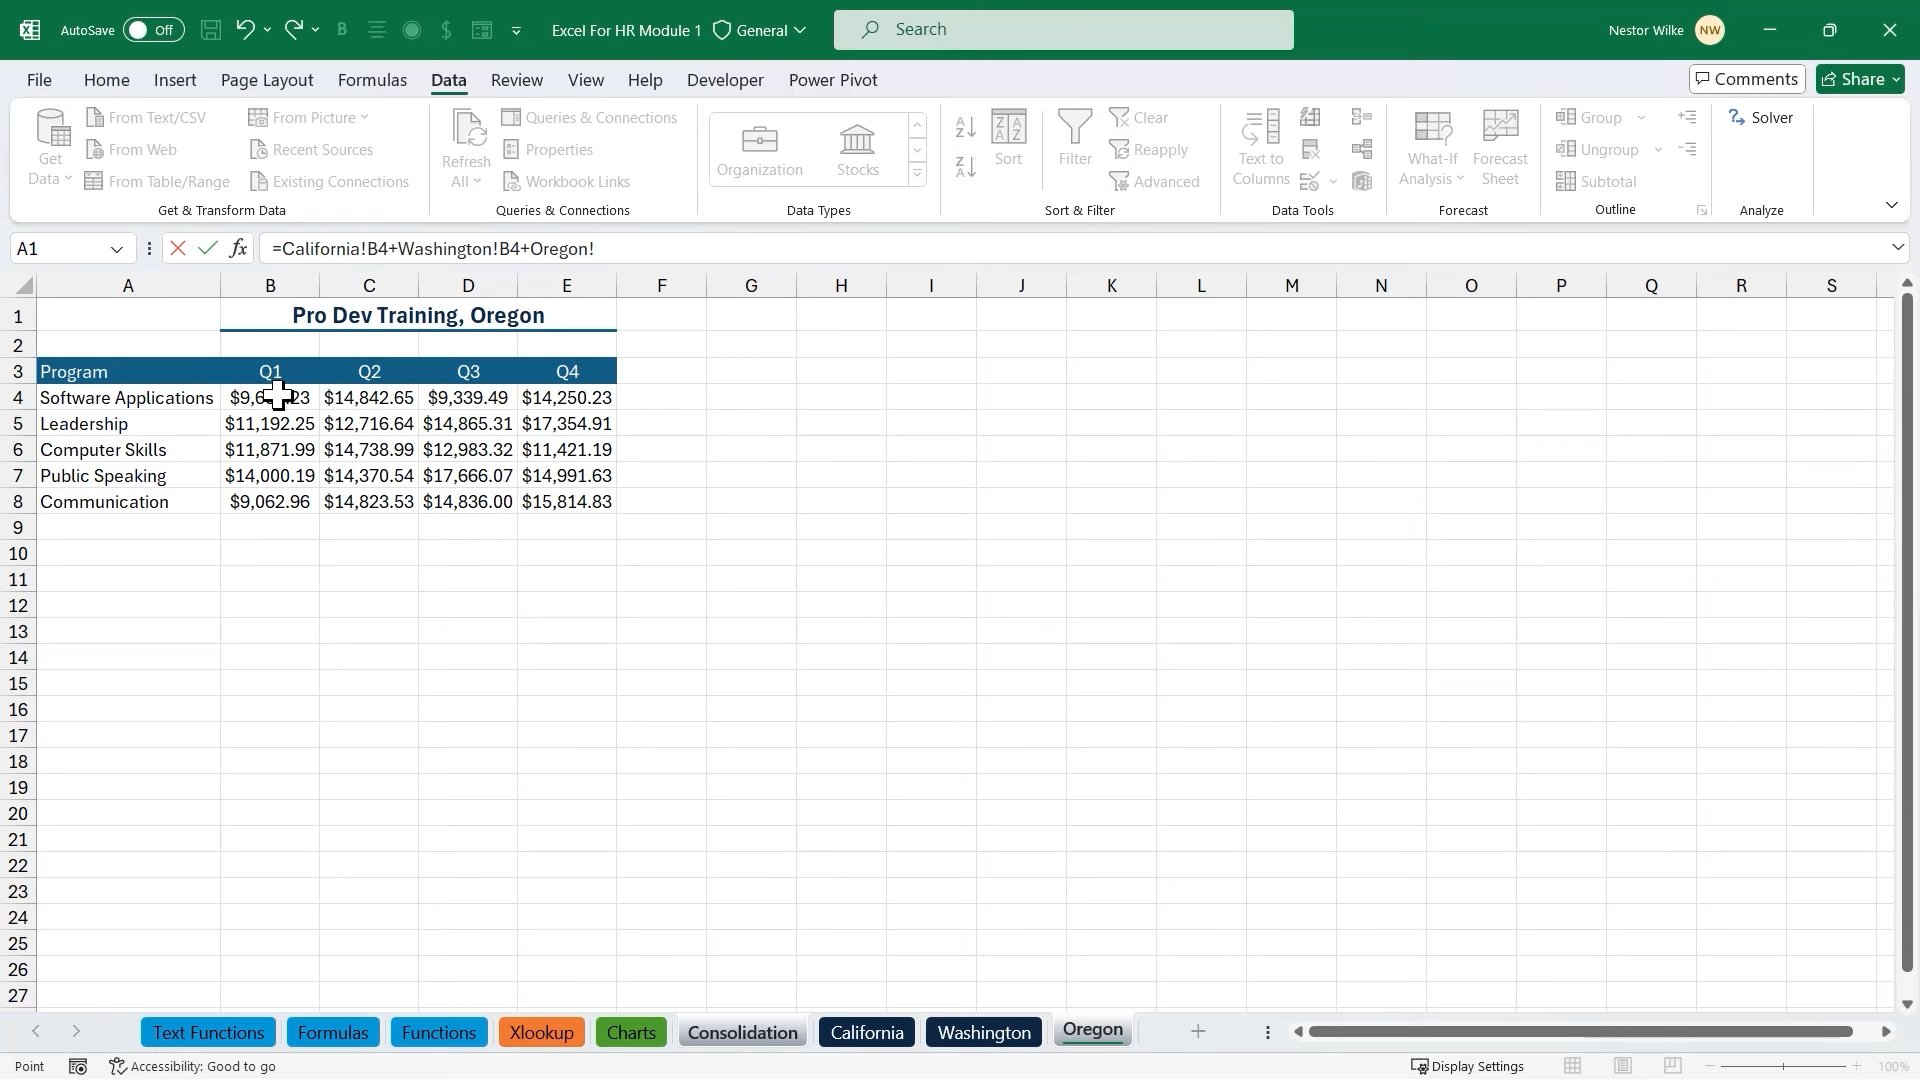 AutoSave Off B $ Excel For HR Module 1 General Search Nestor Wilke NW
File Home Insert Page Layout Formulas Data Review View Help Developer Power Pivot Comments Share
Get Data From Text/CSV From Picture Refresh All Queries & Connections Organization Stocks Sort Filter Clear Text to Columns What-If Analysis Forecast Sheet Group Solver
From Web Recent Sources Properties Reapply Ungroup
From Table/Range Existing Connections Workbook Links Advanced Subtotal
Get & Transform Data Queries & Connections Data Types Sort & Filter Data Tools Forecast Outline Analyze
A1 fx =California!B4+Washington!B4+Oregon!
A B C D E F G H I J K L M N O P Q R S
1 Pro Dev Training, Oregon
2
3 Program Q1 Q2 Q3 Q4
4 Software Applications $14,842.65 $9,339.49 $14,250.23
5 Leadership $11,192.25 $12,716.64 $14,865.31 $17,354.91
6 Computer Skills $11,871.99 $14,738.99 $12,983.32 $11,421.19
7 Public Speaking $14,000.19 $14,370.54 $17,666.07 $14,991.63
8 Communication $9,062.96 $14,823.53 $14,836.00 $15,814.83
9
10
11
12
13
14
15
16
17
18
19
20
21
22
23
24
25
26
27
Text Functions Formulas Functions Xlookup Charts Consolidation California Washington Oregon
Point Accessibility: Good to go Display Settings 100%